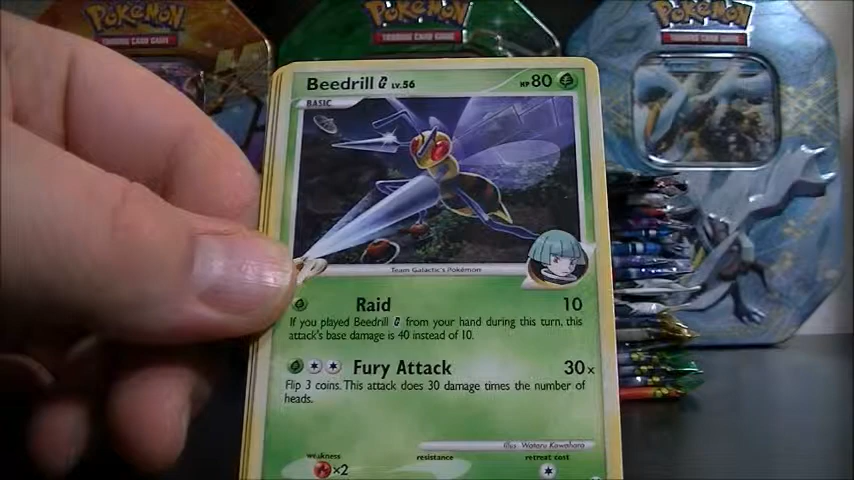 POKéMON
TRADING CARD GAME
POKéMON
TRADING CARD GAME
POKéMON
TRADING CARD GAME
Beedrill G LV.56
HP 80
BASIC
Team Galactic's Pokémon
Raid 10
If you played Beedrill G from your hand during this turn, this
attack's base damage is 40 instead of 10.
Fury Attack 30×
Flip 3 coins. This attack does 30 damage times the number of
heads.
Illus. Wataru Kawahara
weakness resistance retreat cost
×2